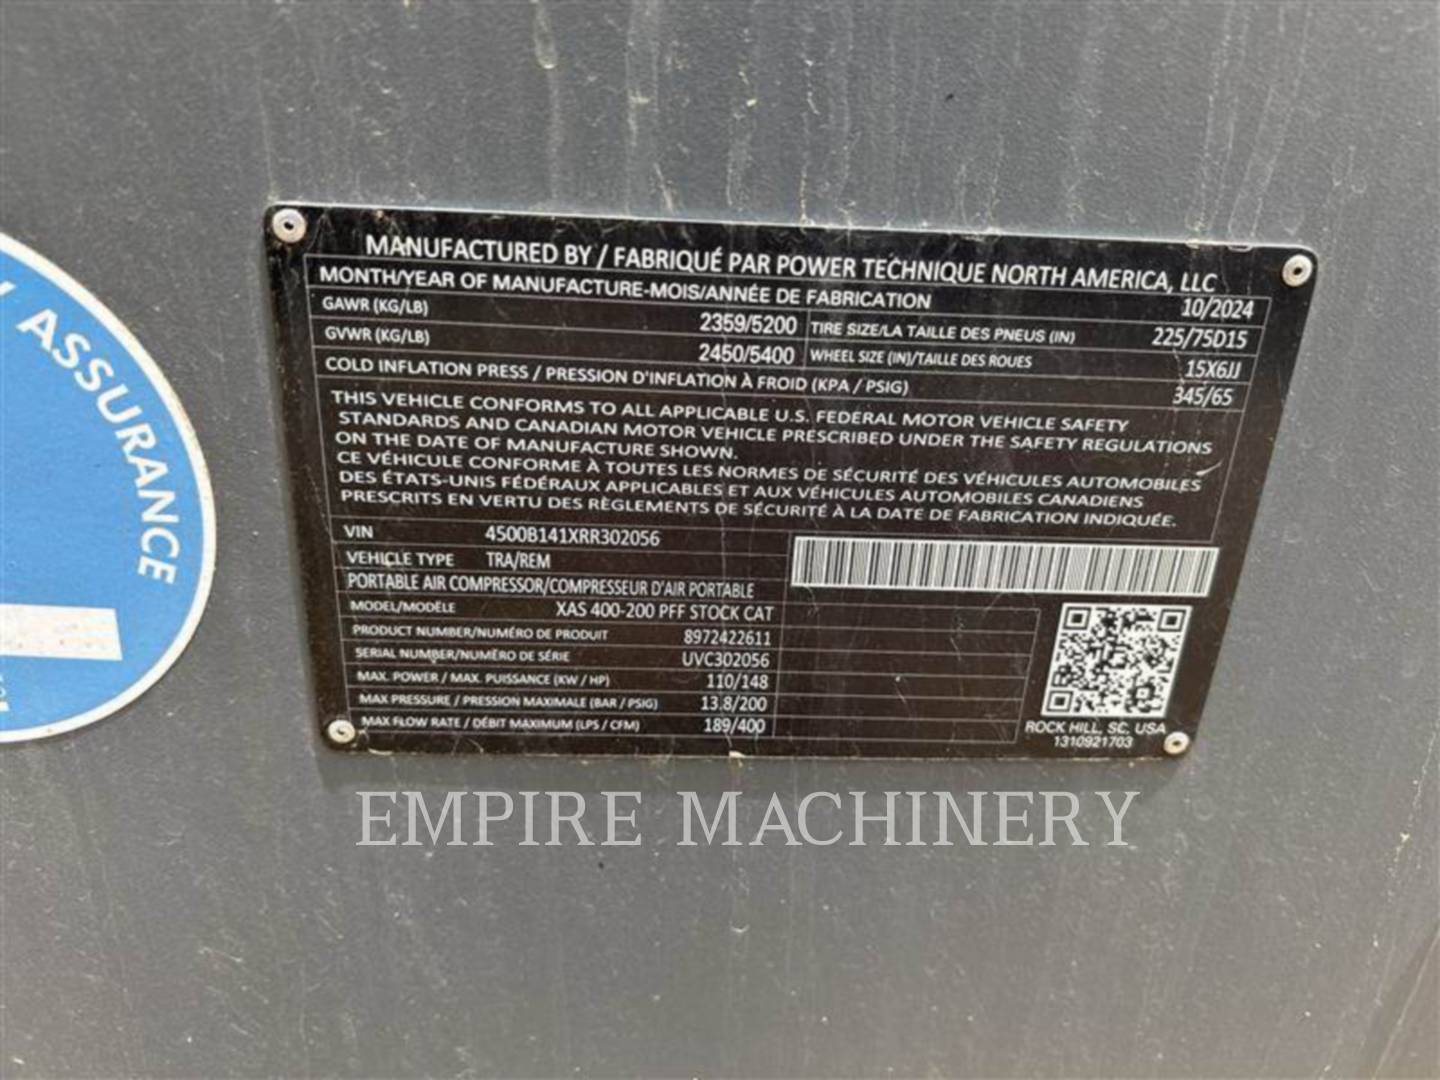 ASSURANCE
MANUFACTURED BY / FABRIQUÉ PAR POWER TECHNIQUE NORTH AMERICA, LLC
MONTH/YEAR OF MANUFACTURE-MOIS/ANNÉE DE FABRICATION 10/2024
GAWR (KG/LB) 2359/5200 TIRE SIZE/LA TAILLE DES PNEUS (IN) 225/75D15
GVWR (KG/LB) 2450/5400 WHEEL SIZE (IN)/TAILLE DES ROUES 15X6JJ
COLD INFLATION PRESS / PRESSION D'INFLATION À FROID (KPA / PSIG) 345/65
THIS VEHICLE CONFORMS TO ALL APPLICABLE U.S. FEDERAL MOTOR VEHICLE SAFETY
STANDARDS AND CANADIAN MOTOR VEHICLE PRESCRIBED UNDER THE SAFETY REGULATIONS
ON THE DATE OF MANUFACTURE SHOWN.
CE VÉHICULE CONFORME À TOUTES LES NORMES DE SÉCURITÉ DES VÉHICULES AUTOMOBILES
DES ÉTATS-UNIS FÉDÉRAUX APPLICABLES ET AUX VÉHICULES AUTOMOBILES CANADIENS
PRESCRITS EN VERTU DES RÈGLEMENTS DE SÉCURITÉ À LA DATE DE FABRICATION INDIQUÉE.
VIN 4500B141XRR302056
VEHICLE TYPE TRA/REM
PORTABLE AIR COMPRESSOR/COMPRESSEUR D'AIR PORTABLE
MODEL/MODÈLE XAS 400-200 PFF STOCK CAT
PRODUCT NUMBER/NUMÉRO DE PRODUIT 8972422611
SERIAL NUMBER/NUMÉRO DE SÉRIE UVC302056
MAX. POWER / MAX. PUISSANCE (KW / HP) 110/148
MAX PRESSURE / PRESSION MAXIMALE (BAR / PSIG) 13.8/200
MAX FLOW RATE / DÉBIT MAXIMUM (LPS / CFM) 189/400
ROCK HILL, SC, USA
1310921703
EMPIRE MACHINERY